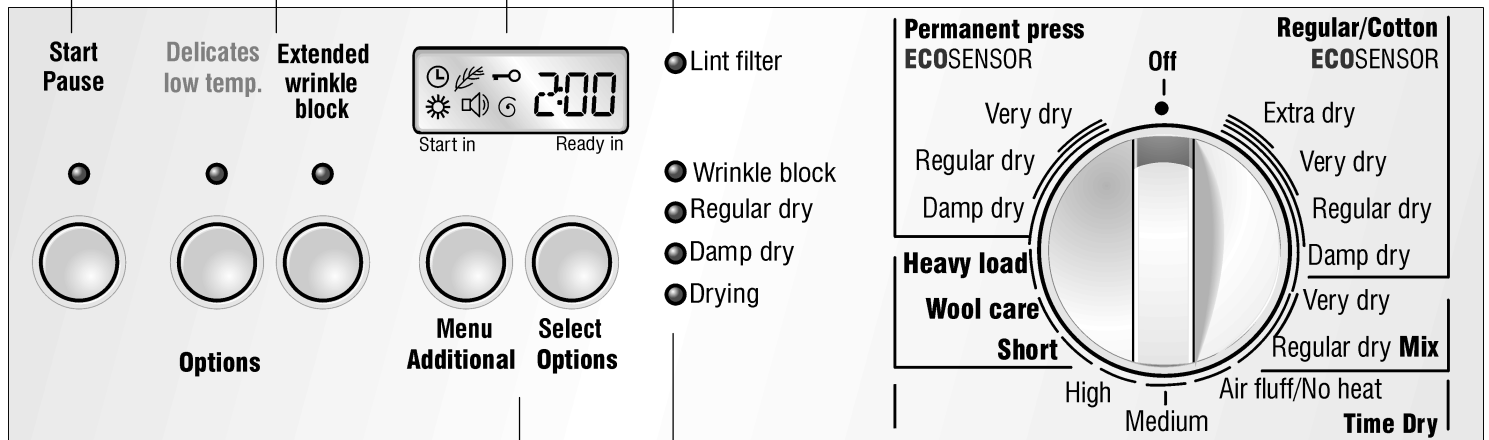 Start
Pause
Delicates
low temp.
Extended
wrinkle
block
2:00
Start in Ready in
Options
Menu Select
Additional Options
Lint filter
Wrinkle block
Regular dry
Damp dry
Drying
Permanent press
ECOSENSOR
Very dry
Regular dry
Damp dry
Heavy load
Wool care
Short
Off
Regular/Cotton
ECOSENSOR
Extra dry
Very dry
Regular dry
Damp dry
Very dry
Regular dry Mix
High
Medium
Air fluff/No heat
Time Dry